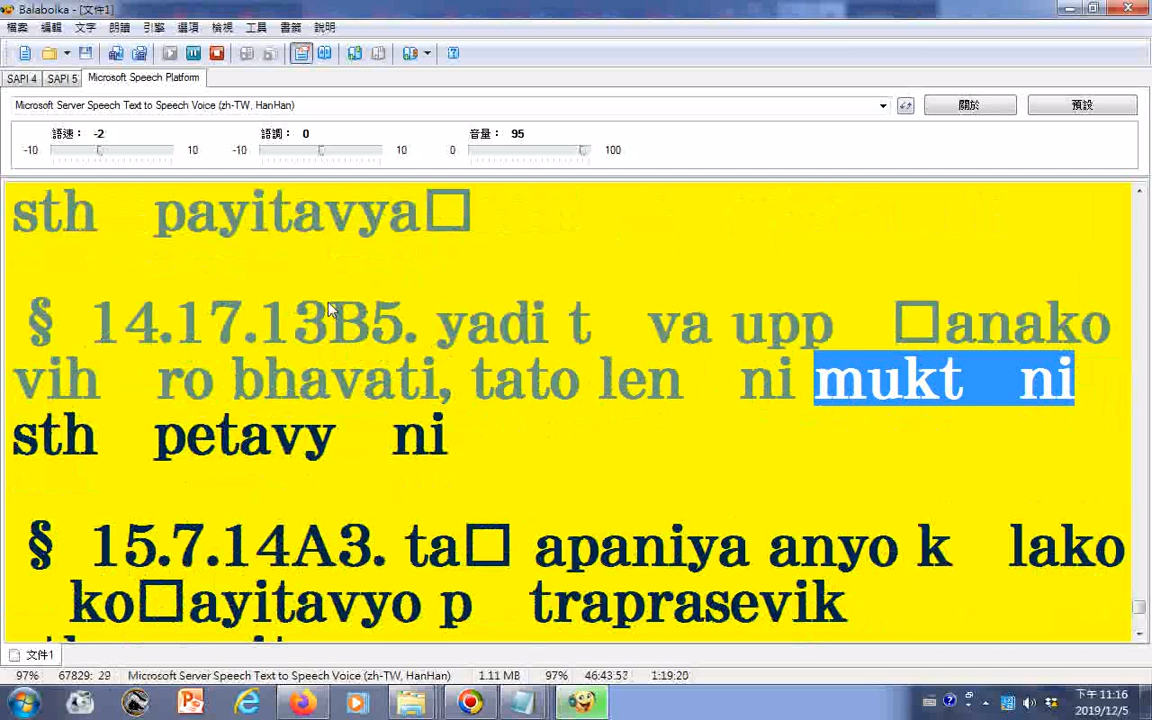 Balabolka - [文件1]
檔案 編輯 文字 朗讀 引擎 選項 檢視 工具 書籤 說明
SAPI 4 SAPI 5 Microsoft Speech Platform
Microsoft Server Speech Text to Speech Voice (zh-TW, HanHan) 關於 預設
語速： -2 語調： 0 音量： 95
-10 10 -10 10 0 100
sth payitavya□
§ 14.17.13B5. yadi t va upp □anako
vih ro bhavati, tato len ni mukt ni
sth petavy ni
§ 15.7.14A3. ta□ apaniya anyo k lako
ko□ayitavyo p traprasevik
文件1
97% 67829: 29 Microsoft Server Speech Text to Speech Voice (zh-TW, HanHan) 1.11 MB 97% 46:43:53 1:19:20
下午 11:16
2019/12/5